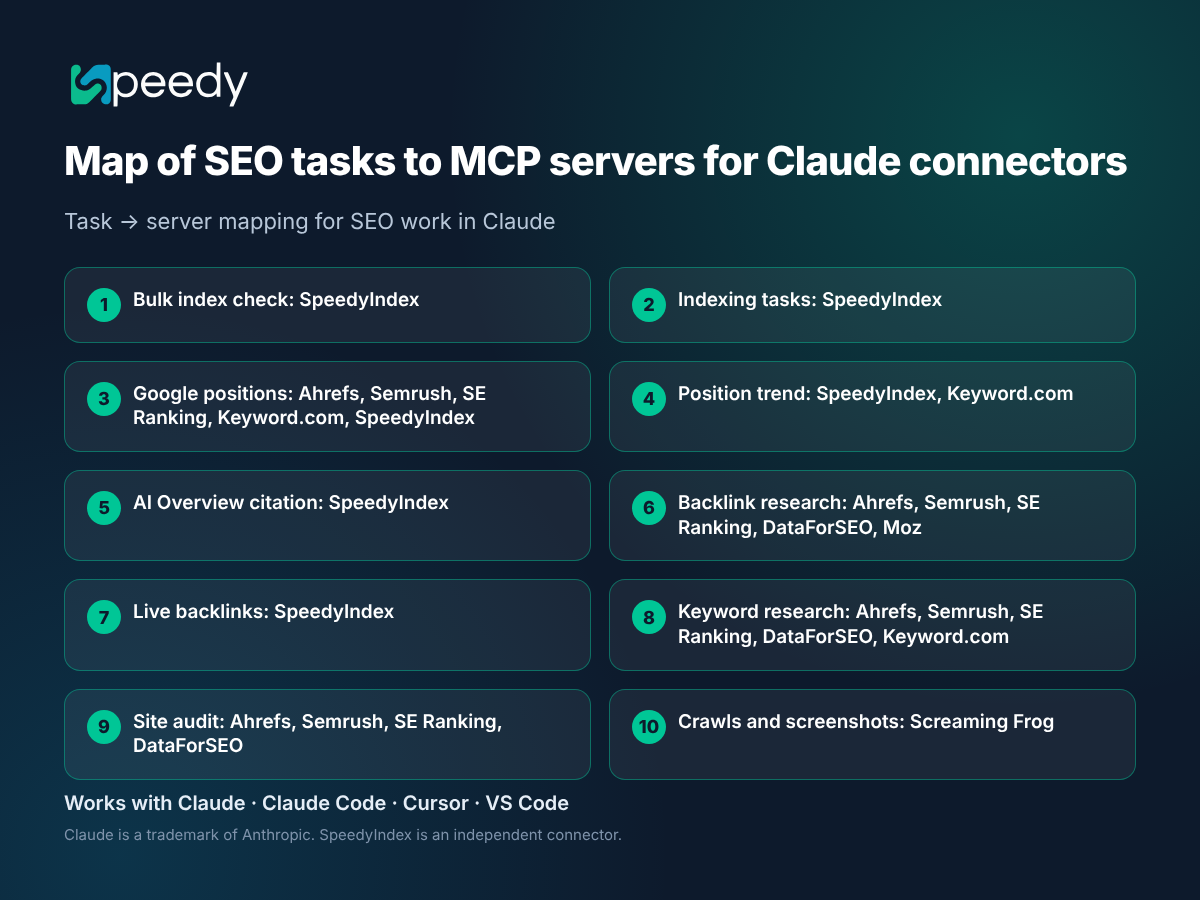 Speedy
Map of SEO tasks to MCP servers for Claude connectors
Task → server mapping for SEO work in Claude
1 Bulk index check: SpeedyIndex
2 Indexing tasks: SpeedyIndex
3 Google positions: Ahrefs, Semrush, SE
Ranking, Keyword.com, SpeedyIndex
4 Position trend: SpeedyIndex, Keyword.com
5 AI Overview citation: SpeedyIndex
6 Backlink research: Ahrefs, Semrush, SE
Ranking, DataForSEO, Moz
7 Live backlinks: SpeedyIndex
8 Keyword research: Ahrefs, Semrush, SE
Ranking, DataForSEO, Keyword.com
9 Site audit: Ahrefs, Semrush, SE Ranking,
DataForSEO
10 Crawls and screenshots: Screaming Frog
Works with Claude · Claude Code · Cursor · VS Code
Claude is a trademark of Anthropic. SpeedyIndex is an independent connector.